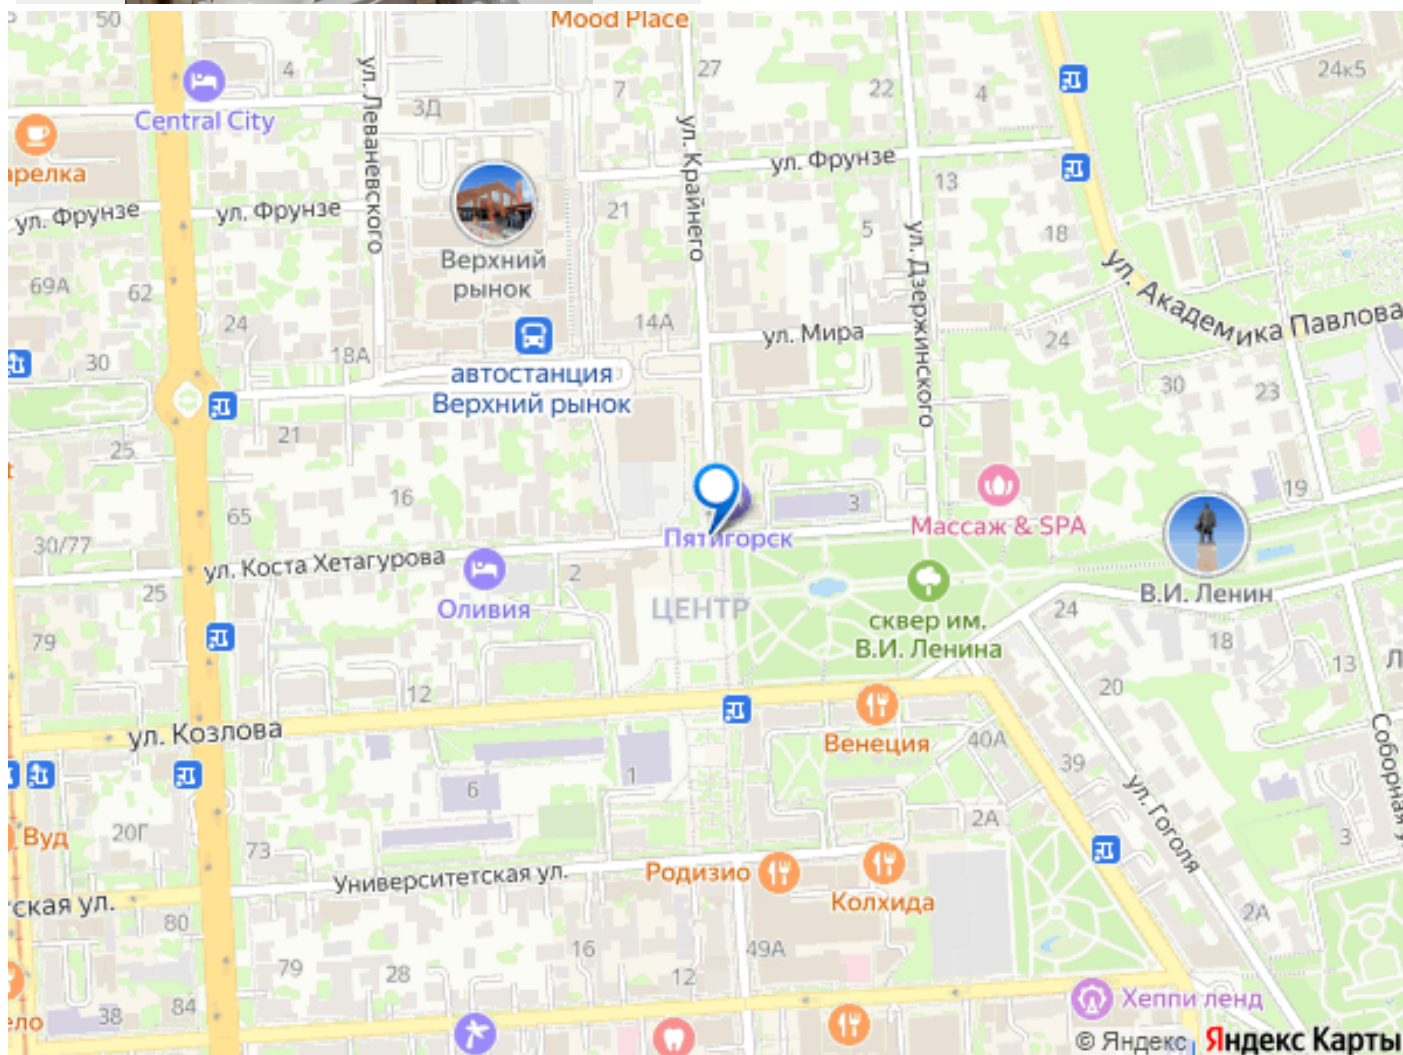 50
Mood Place
4
27
24к5
ул. Леваневского
3Д
7
22
4
Central City
ул. Крайнего
арелка
ул. Фрунзе
13
ул. Фрунзе
ул. Фрунзе
21
5
18
ул. Дзержинского
Верхний
рынок
69А
62
ул. Академика Павлова
24
14А
ул. Мира
24
30
18А
автостанция
Верхний рынок
30
23
21
25
16
3
19
65
Массаж & SPA
Пятигорск
30/77
ул. Коста Хетагурова
2
25
Оливия
ЦЕНТР
В.И. Ленин
24
сквер им.
В.И. Ленина
18
79
13
Л
12
20
ул. Козлова
Венеция
40А
39
Соборная у
1
6
ул. Гоголя
Вуд
20Г
2А
3
73
Университетская ул.
Родизио
Колхида
ская ул.
80
2А
16
49А
79
28
12
Хеппи ленд
84
38
ело
© Яндекс
Яндекс Карты